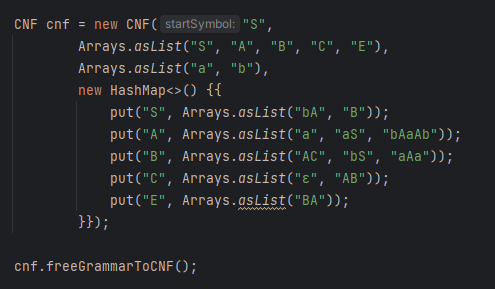 CNF cnf = new CNF( startSymbol: "S",
        Arrays.asList("S", "A", "B", "C", "E"),
        Arrays.asList("a", "b"),
        new HashMap<>() {{
            put("S", Arrays.asList("bA", "B"));
            put("A", Arrays.asList("a", "aS", "bAaAb"));
            put("B", Arrays.asList("AC", "bS", "aAa"));
            put("C", Arrays.asList("ε", "AB"));
            put("E", Arrays.asList("BA"));
        }});
cnf.freeGrammarToCNF();